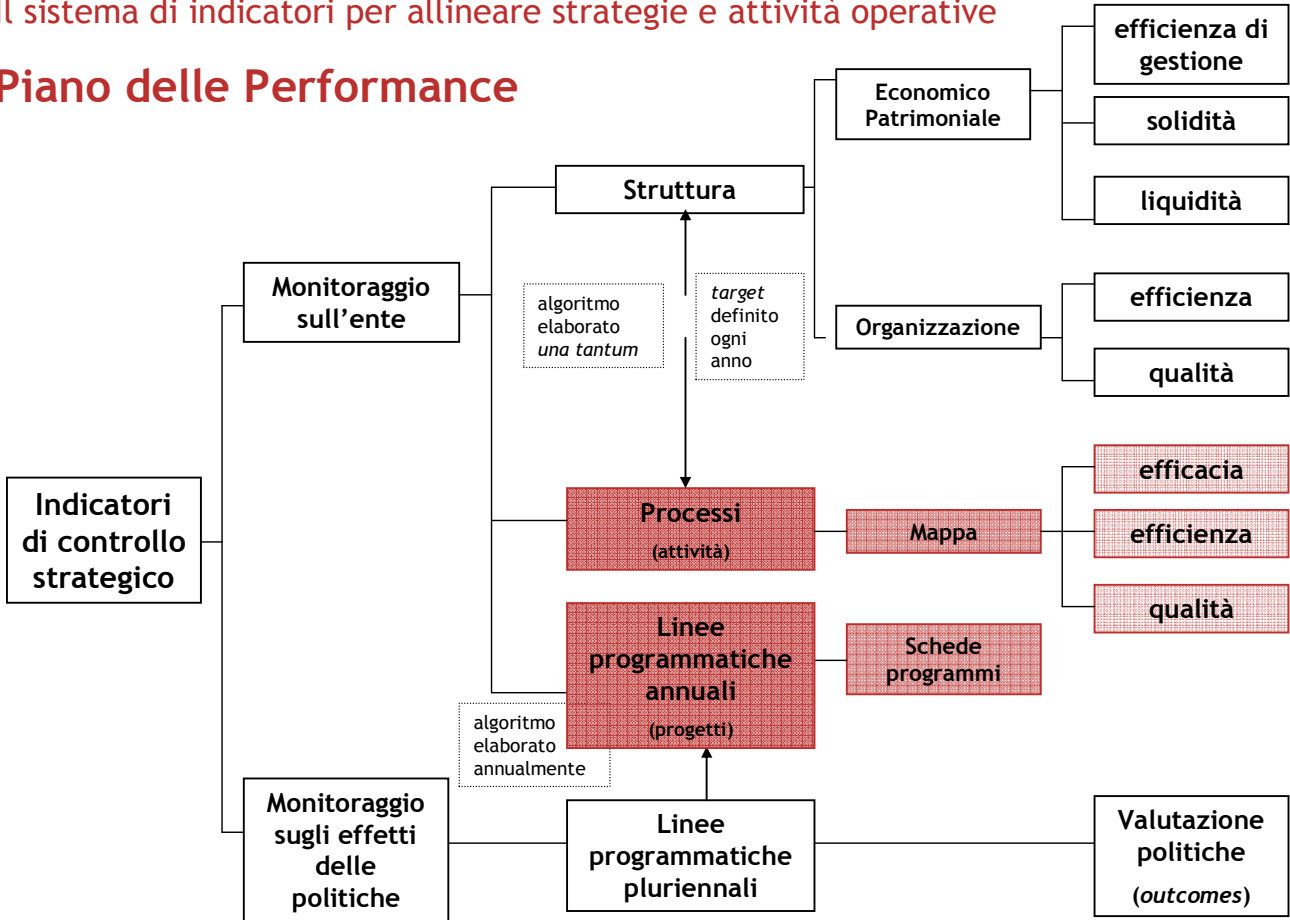 Il sistema di indicatori per allineare strategie e attività operative
Piano delle Performance
efficienza di
gestione
Economico
Patrimoniale
solidità
Struttura
liquidità
Monitoraggio
sull’ente
algoritmo
elaborato
una tantum
target
definito
ogni
anno
efficienza
Organizzazione
qualità
Indicatori
di controllo
strategico
Processi
(attività)
Mappa
efficacia
efficienza
qualità
Linee
programmatiche
annuali
(progetti)
Schede
programmi
algoritmo
elaborato
annualmente
Monitoraggio
sugli effetti
delle
politiche
Linee
programmatiche
pluriennali
Valutazione
politiche
(outcomes)